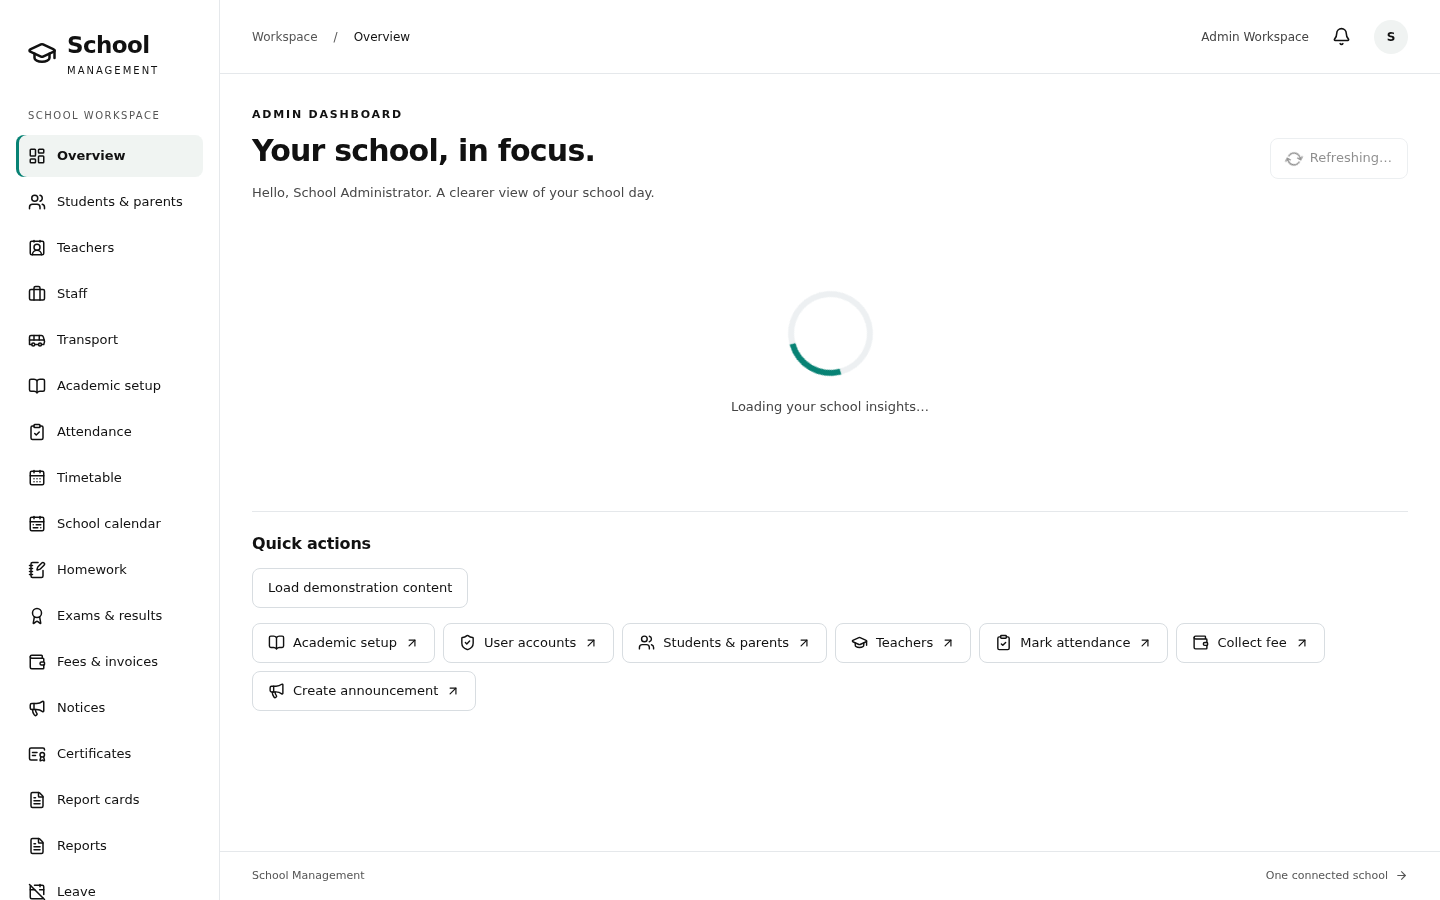 School
MANAGEMENT
SCHOOL WORKSPACE
Overview
Students & parents
Teachers
Staff
Transport
Academic setup
Attendance
Timetable
School calendar
Homework
Exams & results
Fees & invoices
Notices
Certificates
Report cards
Reports
Leave
Workspace / Overview
Admin Workspace
S
ADMIN DASHBOARD
Your school, in focus.
Hello, School Administrator. A clearer view of your school day.
Refreshing…
Loading your school insights…
Quick actions
Load demonstration content
Academic setup
User accounts
Students & parents
Teachers
Mark attendance
Collect fee
Create announcement
School Management
One connected school